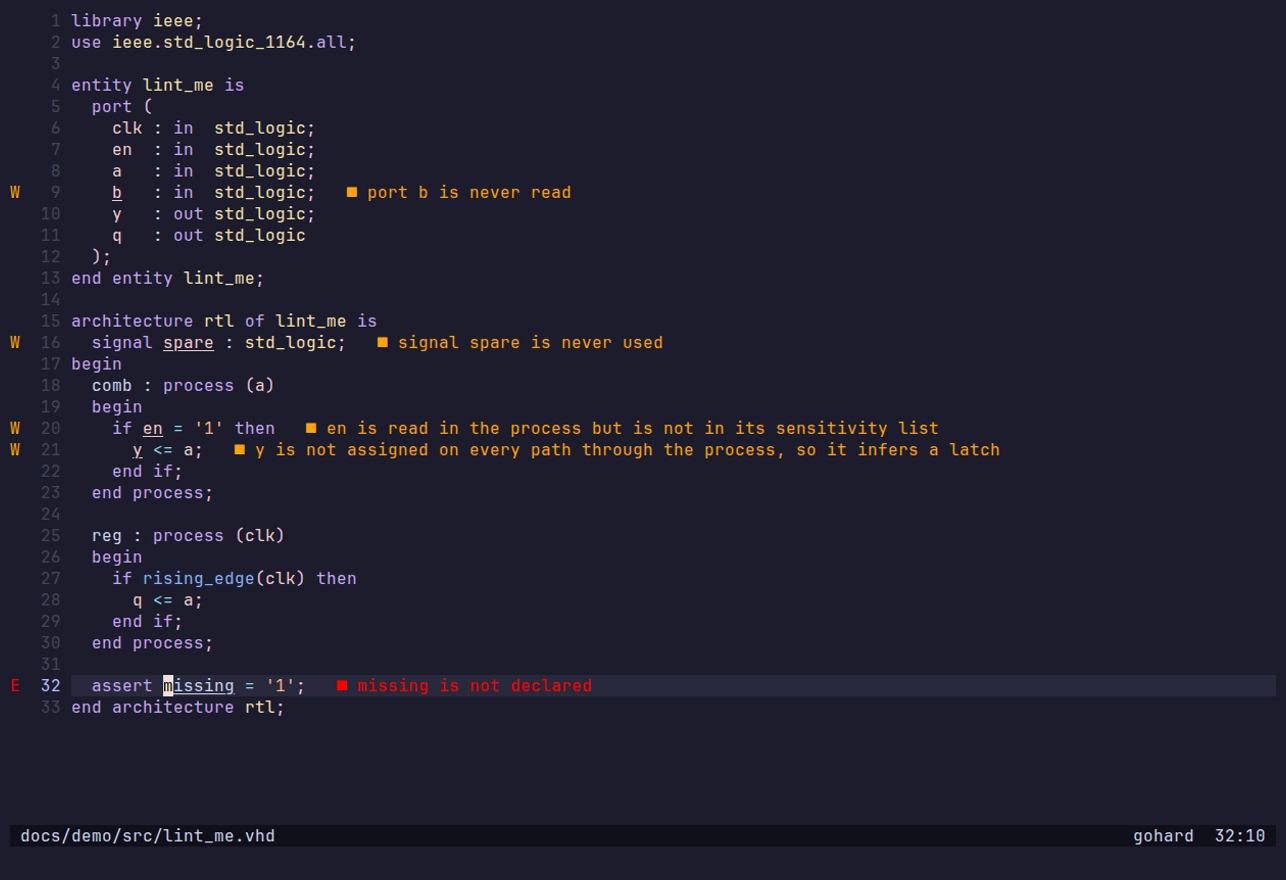 1 library ieee;
2 use ieee.std_logic_1164.all;
3
4 entity lint_me is
5   port (
6     clk : in  std_logic;
7     en  : in  std_logic;
8     a   : in  std_logic;
W 9     b   : in  std_logic;   ■ port b is never read
10     y   : out std_logic;
11     q   : out std_logic
12   );
13 end entity lint_me;
14
15 architecture rtl of lint_me is
W 16   signal spare : std_logic;   ■ signal spare is never used
17 begin
18   comb : process (a)
19   begin
W 20     if en = '1' then   ■ en is read in the process but is not in its sensitivity list
W 21       y <= a;   ■ y is not assigned on every path through the process, so it infers a latch
22     end if;
23   end process;
24
25   reg : process (clk)
26   begin
27     if rising_edge(clk) then
28       q <= a;
29     end if;
30   end process;
31
E 32   assert missing = '1';   ■ missing is not declared
33 end architecture rtl;
docs/demo/src/lint_me.vhd gohard 32:10